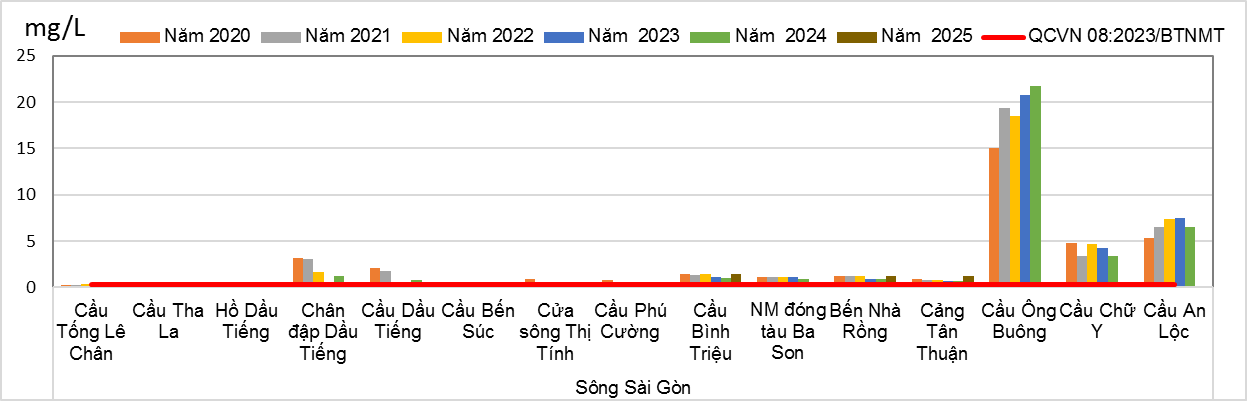 mg/L
Năm 2020 Năm 2021 Năm 2022 Năm 2023 Năm 2024 Năm 2025 QCVN 08:2023/BTNMT
25
20
15
10
5
0
Cầu Tống Lê Chân
Cầu Tha La
Hồ Dầu Tiếng
Chân đập Dầu Tiếng
Cầu Dầu Tiếng
Cầu Bến Súc
Cửa sông Thị Tính
Cầu Phú Cường
Cầu Bình Triệu
NM đóng tàu Ba Son
Bến Nhà Rồng
Cảng Tân Thuận
Cầu Ông Buông
Cầu Chữ Y
Cầu An Lộc
Sông Sài Gòn